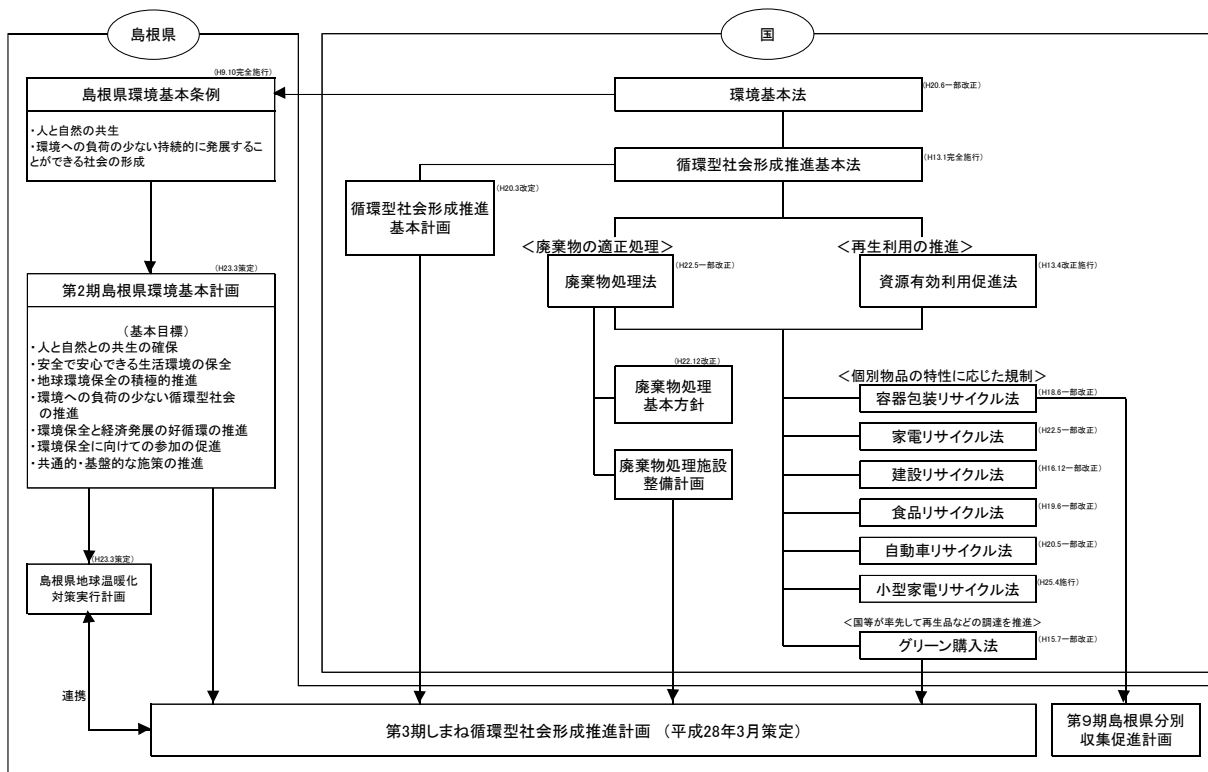 島根県
(H9.10完全施行)
島根県環境基本条例
・人と自然の共生
・環境への負荷の少ない持続的に発展するこ
とができる社会の形成
(H23.3策定)
第2期島根県環境基本計画
(基本目標)
・人と自然との共生の確保
・安全で安心できる生活環境の保全
・地球環境保全の積極的推進
・環境への負荷の少ない循環型社会
の推進
・環境保全と経済発展の好循環の推進
・環境保全に向けての参加の促進
・共通的・基盤的な施策の推進
(H23.3策定)
島根県地球温暖化
対策実行計画
連携
国
環境基本法
(H20.6一部改正)
循環型社会形成推進基本法
(H13.1完全施行)
(H20.3改定)
循環型社会形成推進
基本計画
<廃棄物の適正処理>
廃棄物処理法
(H22.5一部改正)
<再生利用の推進>
資源有効利用促進法
(H13.4改正施行)
(H22.12改正)
廃棄物処理
基本方針
廃棄物処理施設
整備計画
<個別物品の特性に応じた規制>
容器包装リサイクル法
(H18.6一部改正)
家電リサイクル法
(H22.5一部改正)
建設リサイクル法
(H16.12一部改正)
食品リサイクル法
(H19.6一部改正)
自動車リサイクル法
(H20.5一部改正)
小型家電リサイクル法
(H25.4施行)
<国等が率先して再生品などの調達を推進>
グリーン購入法
(H15.7一部改正)
第3期しまね循環型社会形成推進計画 (平成28年3月策定)
第9期島根県分別
収集促進計画